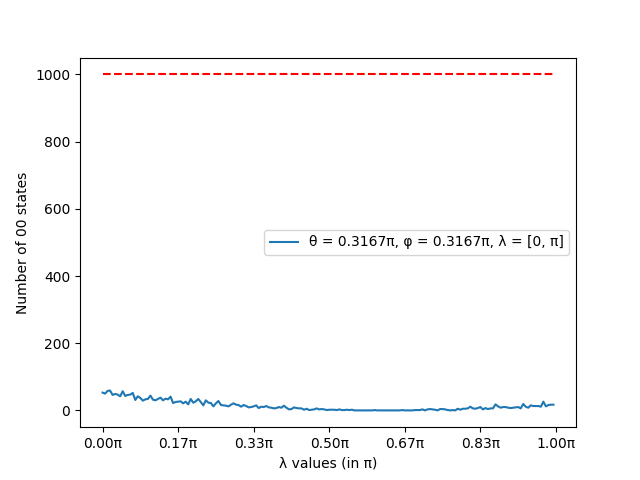 1000
800
600
400
200
0
Number of 00 states
θ = 0.3167π, φ = 0.3167π, λ = [0, π]
0.00π 0.17π 0.33π 0.50π 0.67π 0.83π 1.00π
λ values (in π)